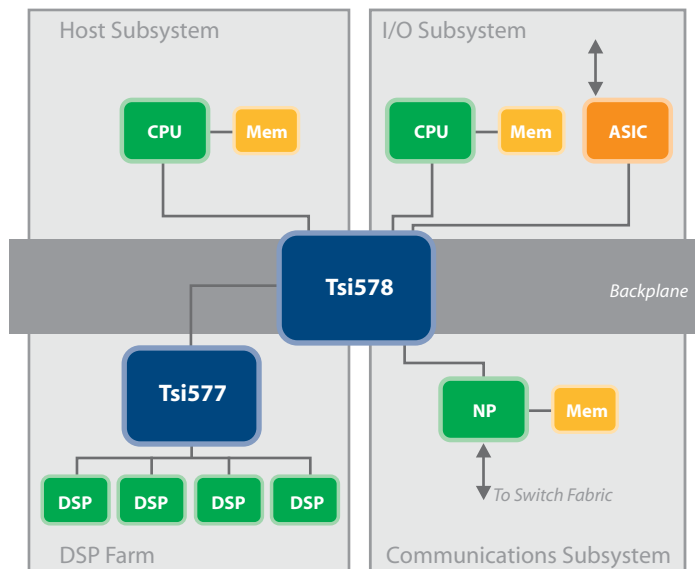 Host Subsystem
I/O Subsystem
CPU
Mem
CPU
Mem
ASIC
Tsi578
Backplane
Tsi577
NP
Mem
DSP
DSP
DSP
DSP
To Switch Fabric
DSP Farm
Communications Subsystem